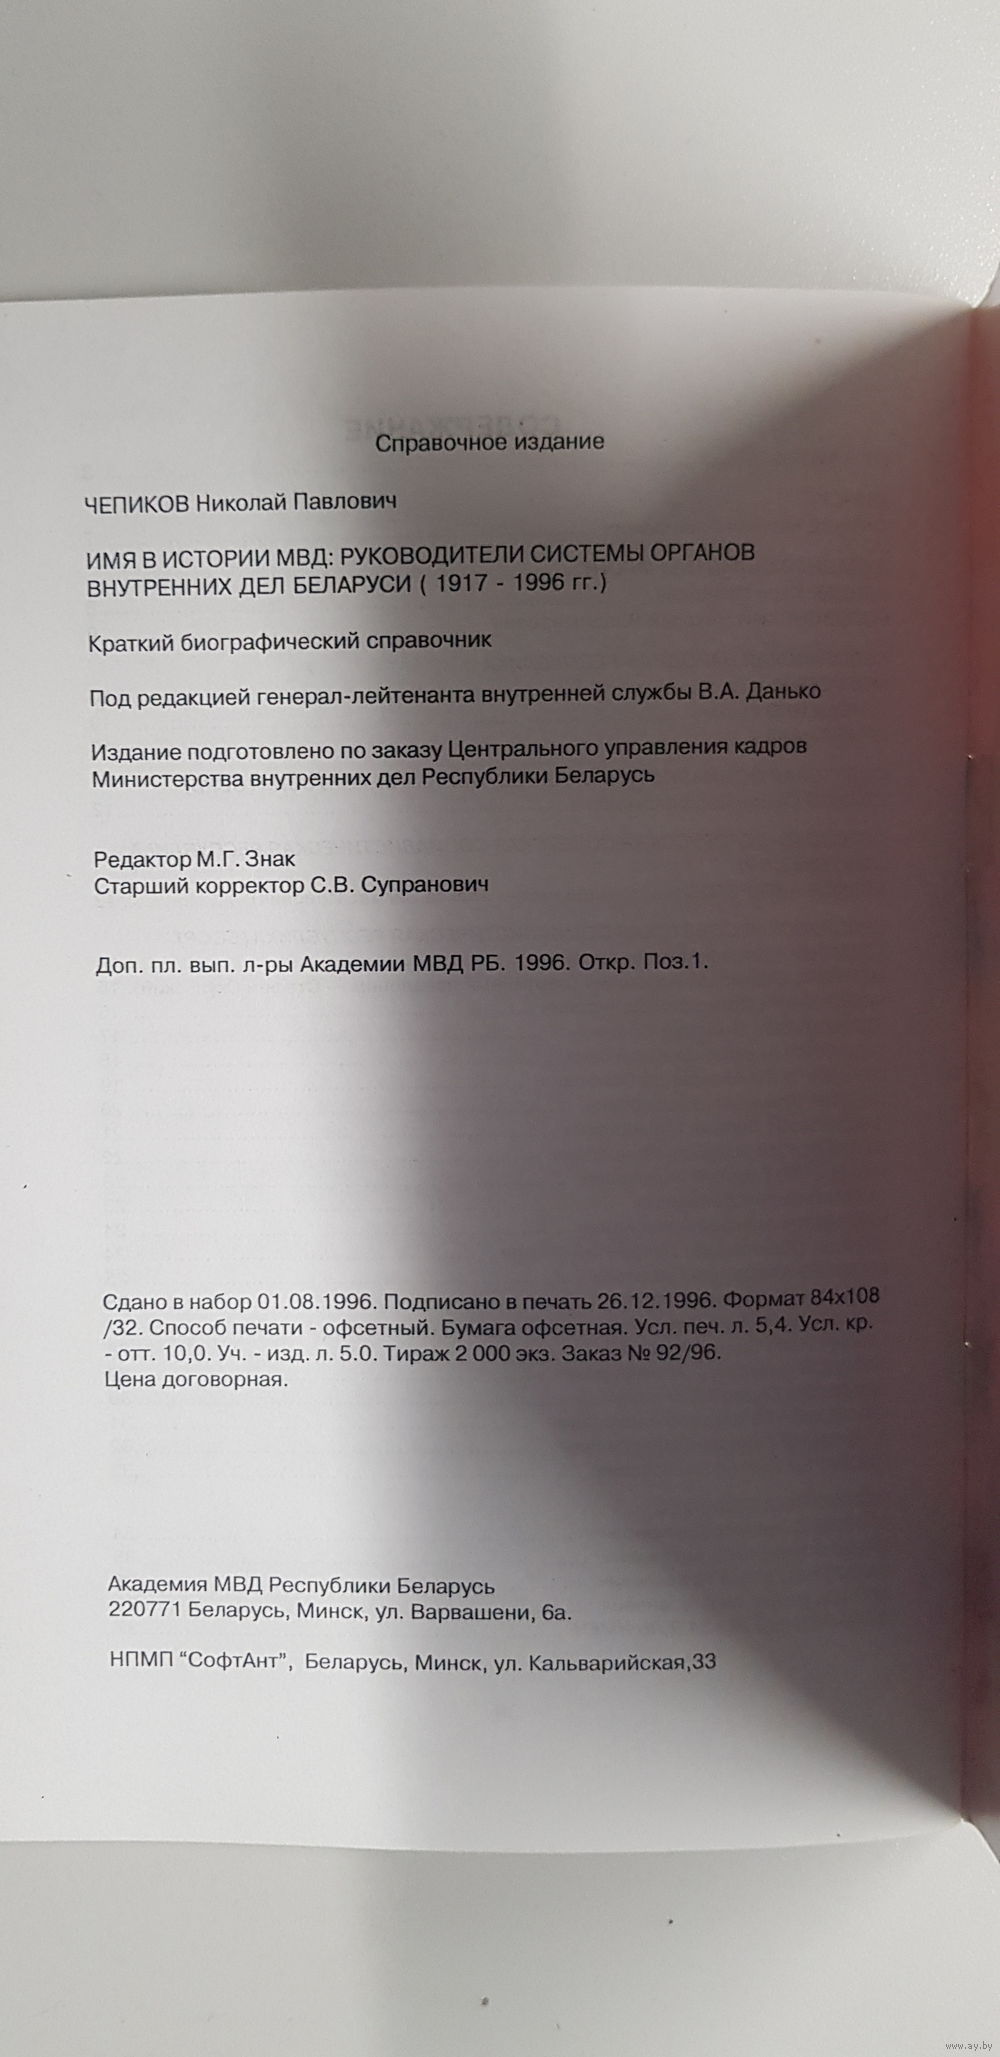 Справочное издание
ЧЕПИКОВ Николай Павлович
ИМЯ В ИСТОРИИ МВД: РУКОВОДИТЕЛИ СИСТЕМЫ ОРГАНОВ
ВНУТРЕННИХ ДЕЛ БЕЛАРУСИ ( 1917 - 1996 гг.)
Краткий биографический справочник
Под редакцией генерал-лейтенанта внутренней службы В.А. Данько
Издание подготовлено по заказу Центрального управления кадров
Министерства внутренних дел Республики Беларусь
Редактор М.Г. Знак
Старший корректор С.В. Супранович
Доп. пл. вып. л-ры Академии МВД РБ. 1996. Откр. Поз.1.
Сдано в набор 01.08.1996. Подписано в печать 26.12.1996. Формат 84x108
/32. Способ печати - офсетный. Бумага офсетная. Усл. печ. л. 5,4. Усл. кр.
- отт. 10,0. Уч. - изд. л. 5.0. Тираж 2 000 экз. Заказ № 92/96.
Цена договорная.
Академия МВД Республики Беларусь
220771 Беларусь, Минск, ул. Варвашени, 6а.
НПМП “СофтАнт”, Беларусь, Минск, ул. Кальварийская,33
www.ay.by